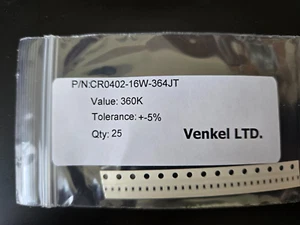 P/N:CR0402-16W-364JT
Value: 360K
Tolerance: +-5%
Qty: 25
Venkel LTD.